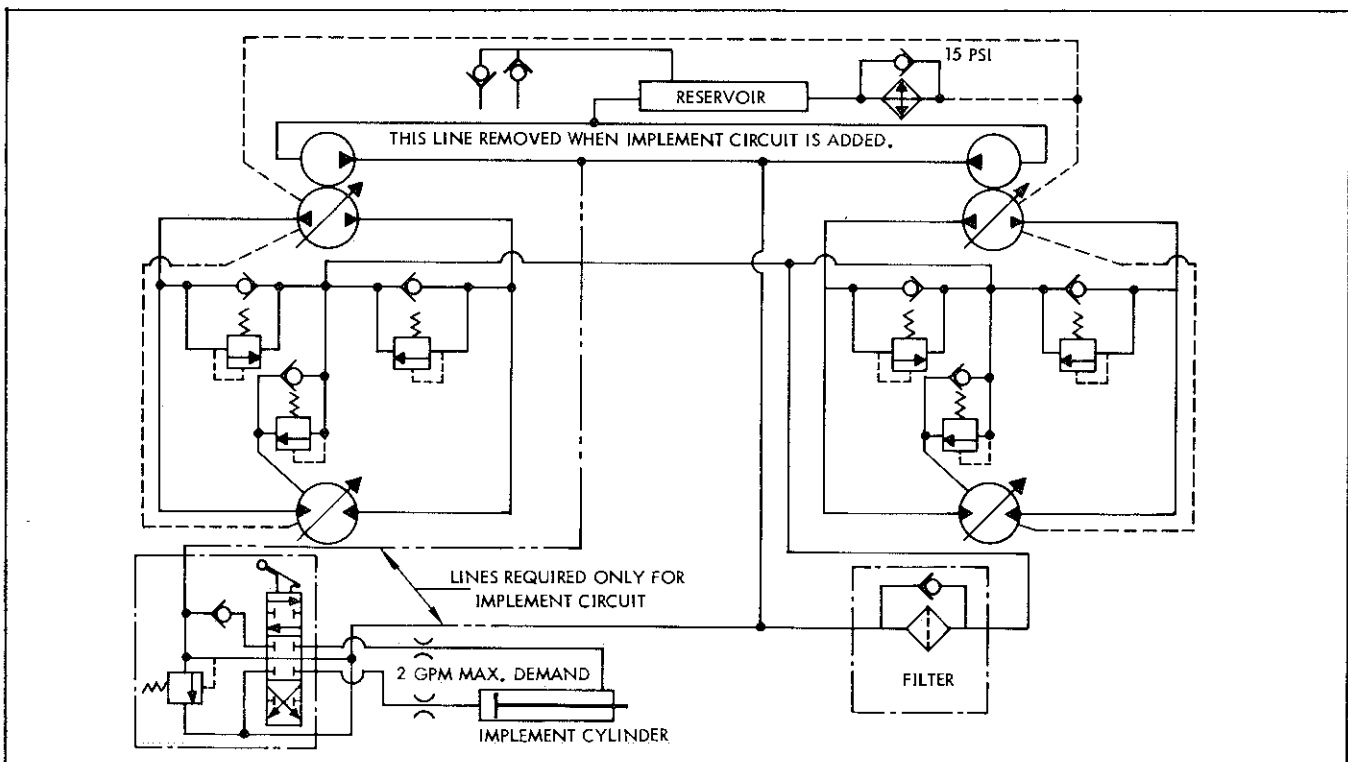 15 PSI
RESERVOIR
THIS LINE REMOVED WHEN IMPLEMENT CIRCUIT IS ADDED.
LINES REQUIRED ONLY FOR
IMPLEMENT CIRCUIT
2 GPM MAX. DEMAND
IMPLEMENT CYLINDER
FILTER